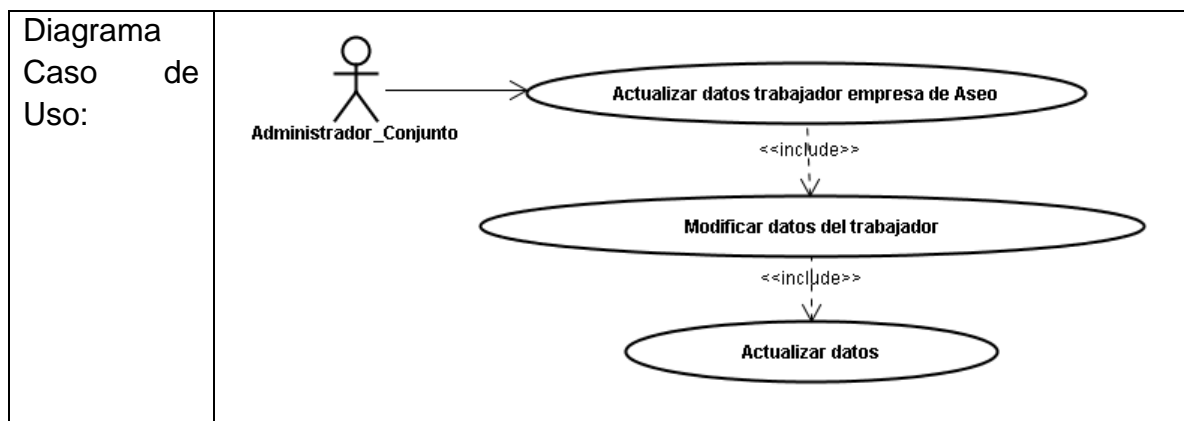 Diagrama
Caso de
Uso:
Administrador_Conjunto
Actualizar datos trabajador empresa de Aseo
<<include>>
Modificar datos del trabajador
<<include>>
Actualizar datos